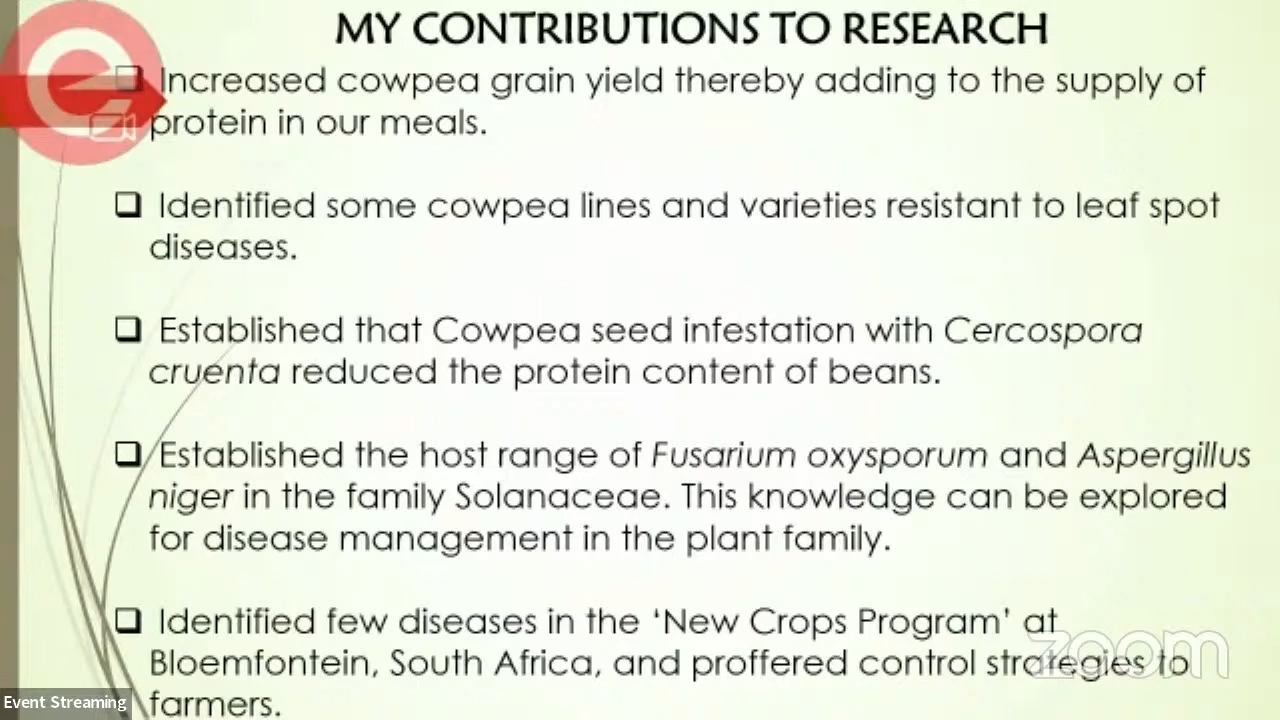 MY CONTRIBUTIONS TO RESEARCH
Increased cowpea grain yield thereby adding to the supply of
protein in our meals.
Identified some cowpea lines and varieties resistant to leaf spot
diseases.
Established that Cowpea seed infestation with Cercospora
cruenta reduced the protein content of beans.
Established the host range of Fusarium oxysporum and Aspergillus
niger in the family Solanaceae. This knowledge can be explored
for disease management in the plant family.
Identified few diseases in the ‘New Crops Program’ at
Bloemfontein, South Africa, and proffered control strategies to
farmers.
zoom
Event Streaming